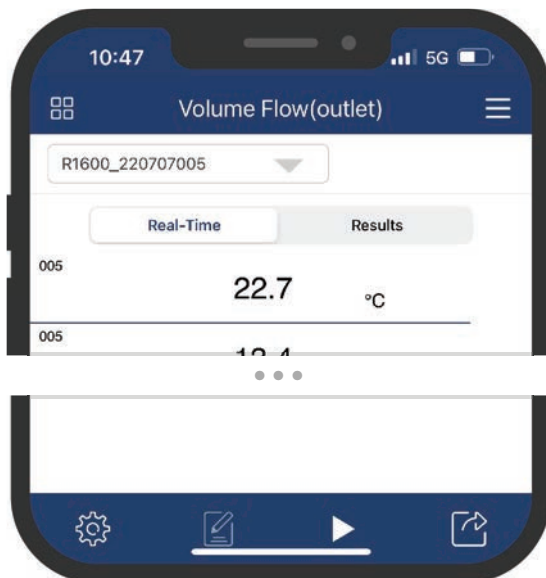 10:47
5G
Volume Flow(outlet)
R1600_220707005
Real-Time
Results
005
22.7
°C
005